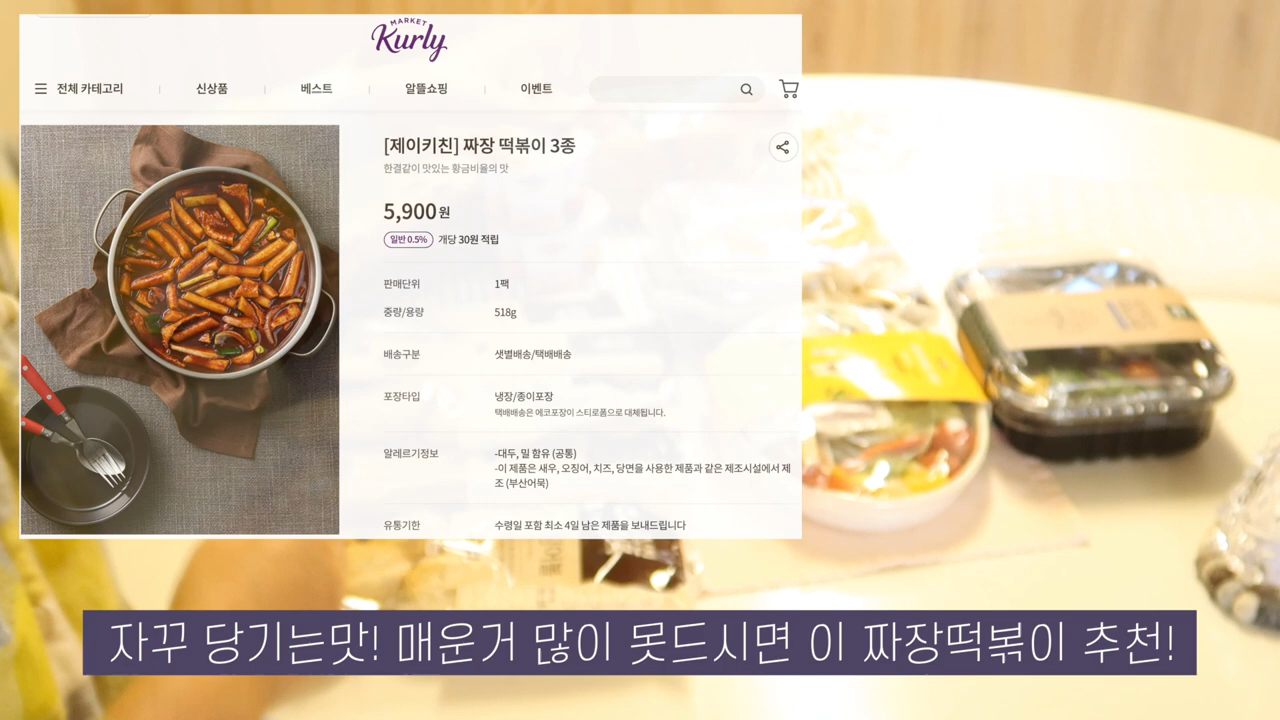 MARKET
Kurly
전체 카테고리 신상품 베스트 알뜰쇼핑 이벤트
[제이키친] 짜장 떡볶이 3종
한결같이 맛있는 황금비율의 맛
5,900원
일반 0.5% 개당 30원 적립
판매단위 1팩
중량/용량 518g
배송구분 샛별배송/택배배송
포장타입 냉장/종이포장
택배배송은 에코포장이 스티로폼으로 대체됩니다.
알레르기정보 -대두, 밀 함유 (공통)
-이 제품은 새우, 오징어, 치즈, 당면을 사용한 제품과 같은 제조시설에서 제
조 (부산어묵)
유통기한 수령일 포함 최소 4일 남은 제품을 보내드립니다
자꾸 당기는맛! 매운거 많이 못드시면 이 짜장떡볶이 추천!